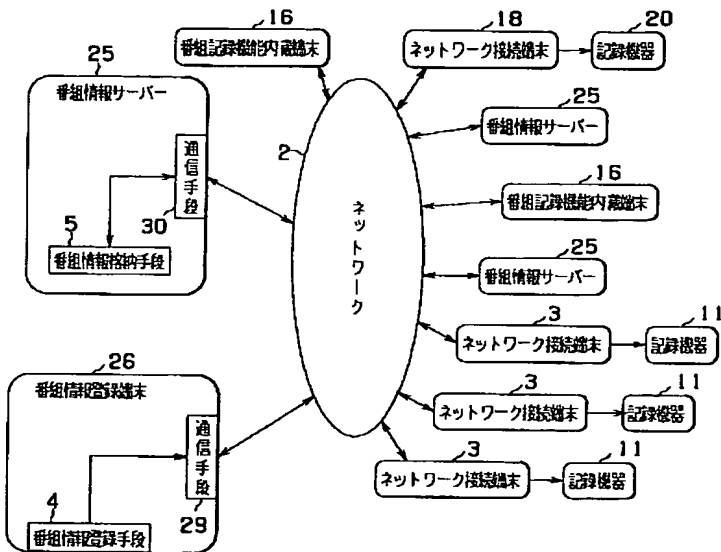 25
番組情報サーバー
通信手段
30
5
番組情報格納手段
26
番組情報登録端末
通信手段
29
4
番組情報登録手段
16
番組記録機能内蔵端末
2
ネットワーク
18
ネットワーク接続端末
20
記録機器
25
番組情報サーバー
16
番組記録機能内蔵端末
25
番組情報サーバー
3
ネットワーク接続端末
11
記録機器
3
ネットワーク接続端末
11
記録機器
3
ネットワーク接続端末
11
記録機器